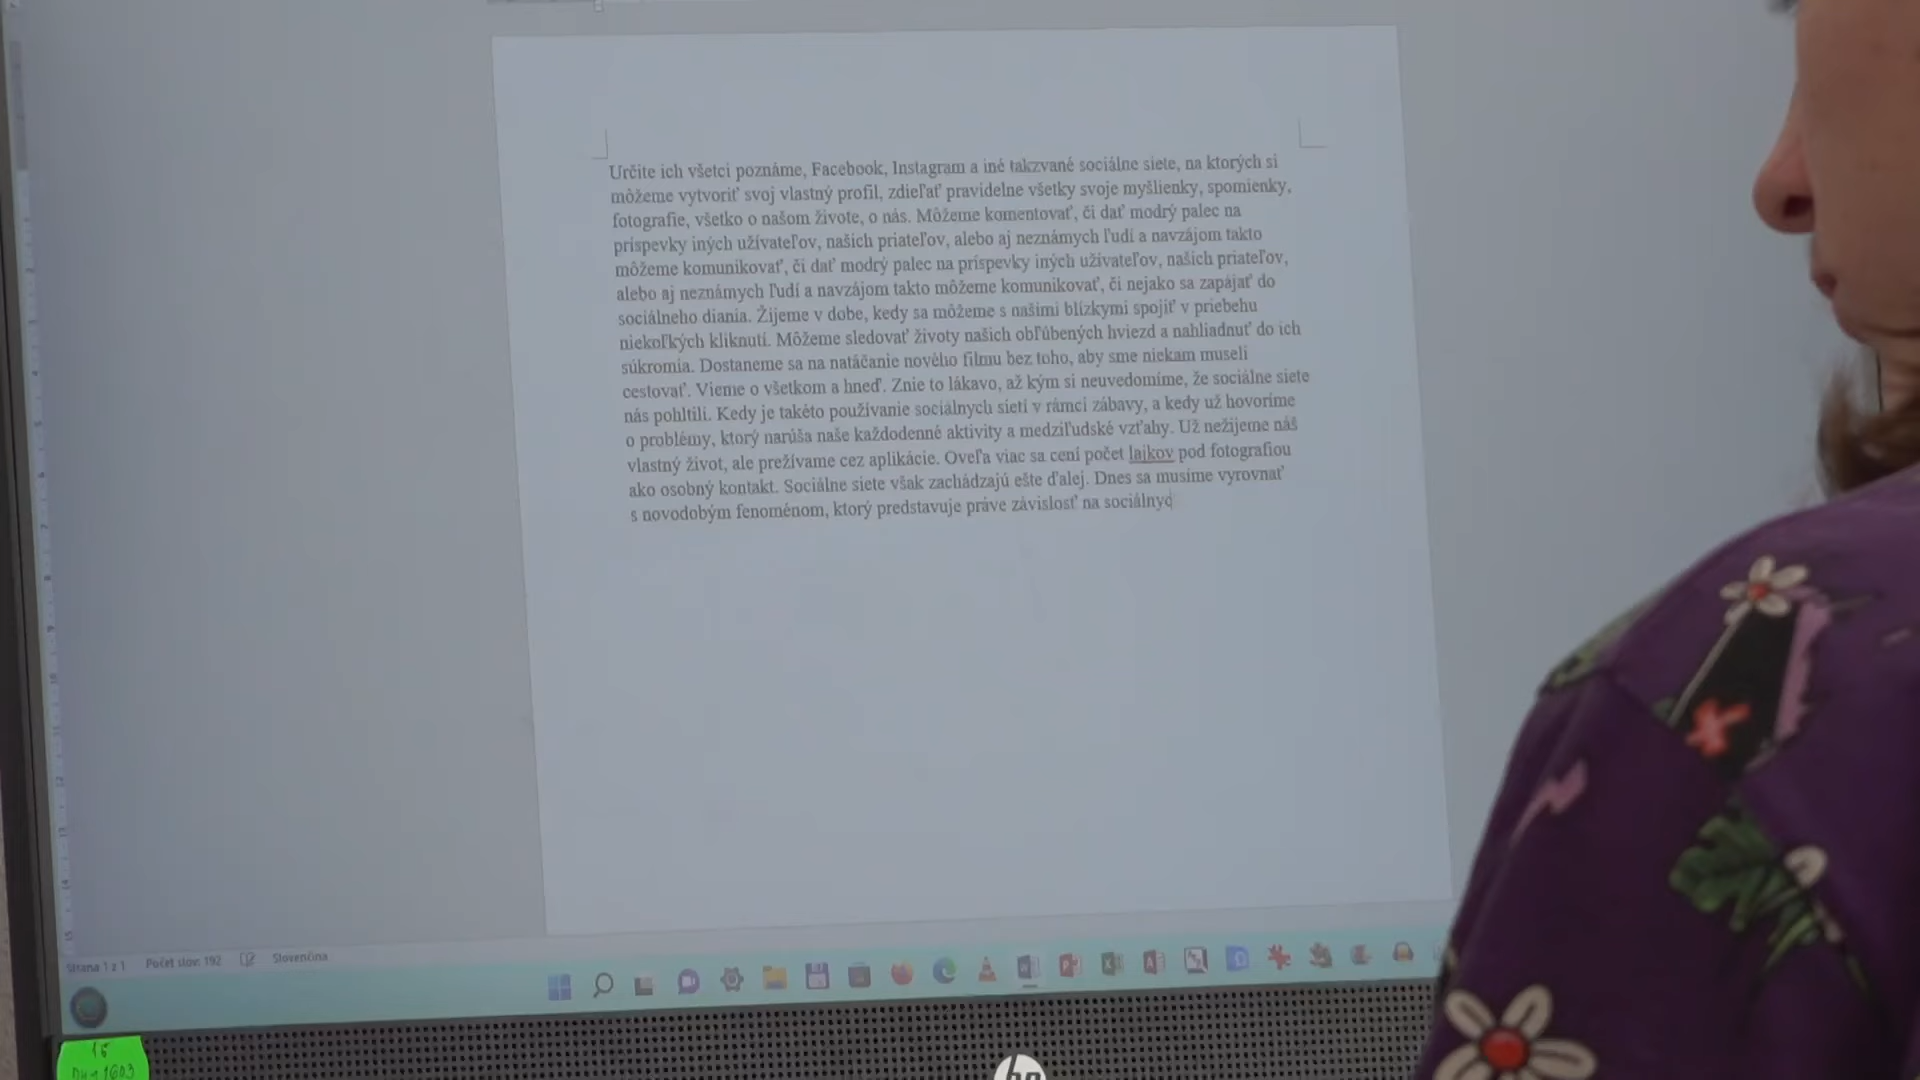 Určite ich všetci poznáme, Facebook, Instagram a iné takzvané sociálne siete, na ktorých si
môžeme vytvoriť svoj vlastný profil, zdieľať pravidelne všetky svoje myšlienky, spomienky,
fotografie, všetko o našom živote, o nás. Môžeme komentovať, či dať modrý palec na
príspevky iných užívateľov, našich priateľov, alebo aj neznámych ľudí a navzájom takto
môžeme komunikovať, či dať modrý palec na príspevky iných užívateľov, našich priateľov,
alebo aj neznámych ľudí a navzájom takto môžeme komunikovať, či nejako sa zapájať do
sociálneho diania. Žijeme v dobe, kedy sa môžeme s našimi blízkymi spojiť v priebehu
niekoľkých kliknutí. Môžeme sledovať životy našich obľúbených hviezd a nahliadnuť do ich
súkromia. Dostaneme sa na natáčanie nového filmu bez toho, aby sme niekam museli
cestovať. Vieme o všetkom a hneď. Znie to lákavo, až kým si neuvedomíme, že sociálne siete
nás pohltili. Kedy je takéto používanie sociálnych sietí v rámci zábavy, a kedy už hovoríme
o problémy, ktorý narúša naše každodenné aktivity a medziľudské vzťahy. Už nežijeme náš
vlastný život, ale prežívame cez aplikácie. Oveľa viac sa cení počet lajkov pod fotografiou
ako osobný kontakt. Sociálne siete však zachádzajú ešte ďalej. Dnes sa musíme vyrovnať
s novodobým fenoménom, ktorý predstavuje práve závislosť na sociálnyc
Strana 1 z 1 Počet slov: 192 Slovenčina
hp